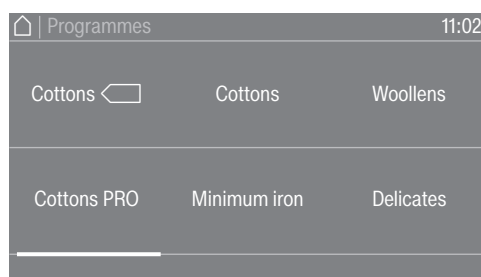 | Programmes 11:02
Cottons Cottons Woollens
Cottons PRO Minimum iron Delicates